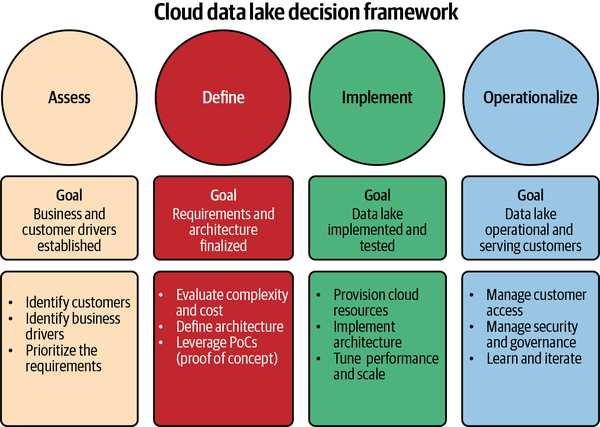 Cloud data lake decision framework
Assess
Define
Implement
Operationalize
Goal
Business and
customer drivers
established
Goal
Requirements and
architecture
finalized
Goal
Data lake
implemented and
tested
Goal
Data lake
operational and
serving customers
• Identify customers
• Identify business
drivers
• Prioritize the
requirements
• Evaluate complexity
and cost
• Define architecture
• Leverage PoCs
(proof of concept)
• Provision cloud
resources
• Implement
architecture
• Tune performance
and scale
• Manage customer
access
• Manage security
and governance
• Learn and iterate